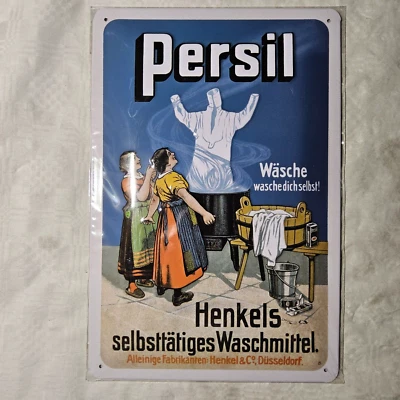 Persil
Wäsche
wasche dich selbst!
Henkels
selbsttätiges Waschmittel.
Alleinige Fabrikanten: Henkel & Cº, Düsseldorf.